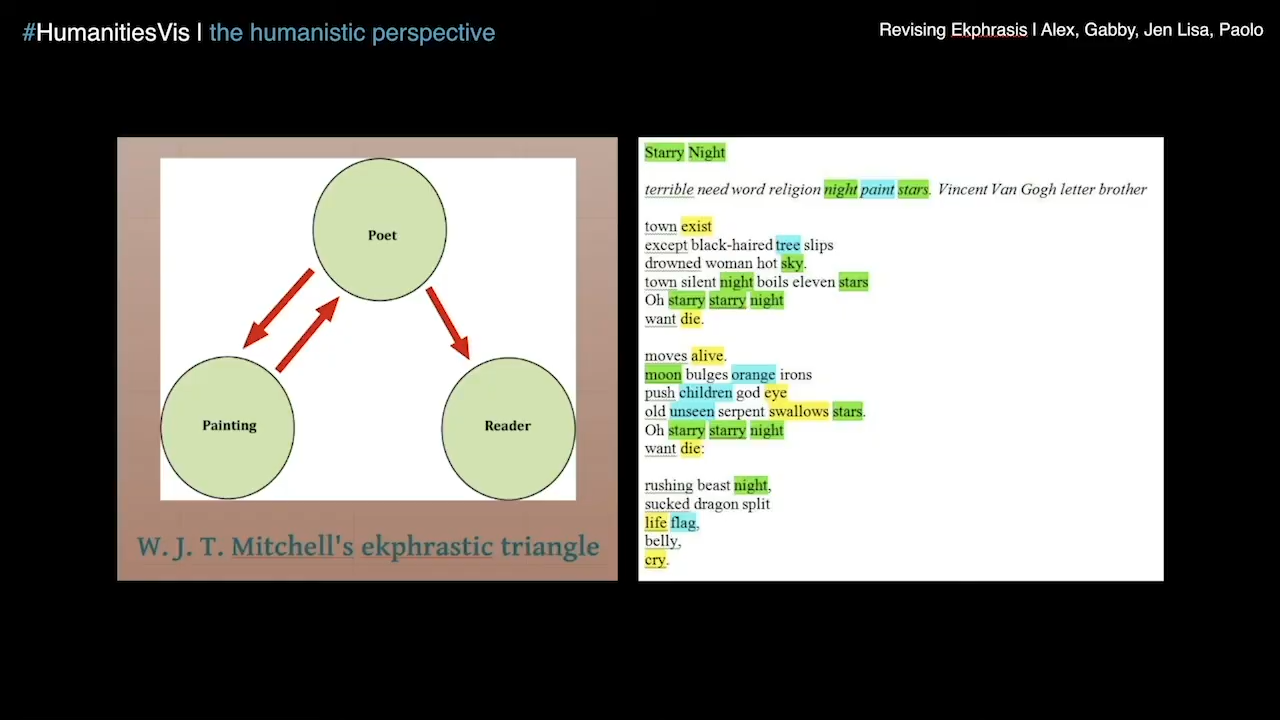 #HumanitiesVis | the humanistic perspective
Revising Ekphrasis | Alex, Gabby, Jen Lisa, Paolo
Poet
Painting
Reader
W. J. T. Mitchell's ekphrastic triangle
Starry Night
terrible need word religion night paint stars. Vincent Van Gogh letter brother
town exist
except black-haired tree slips
drowned woman hot sky.
town silent night boils eleven stars
Oh starry starry night
want die.
moves alive.
moon bulges orange irons
push children god eye
old unseen serpent swallows stars.
Oh starry starry night
want die:
rushing beast night,
sucked dragon split
life flag,
belly,
cry.